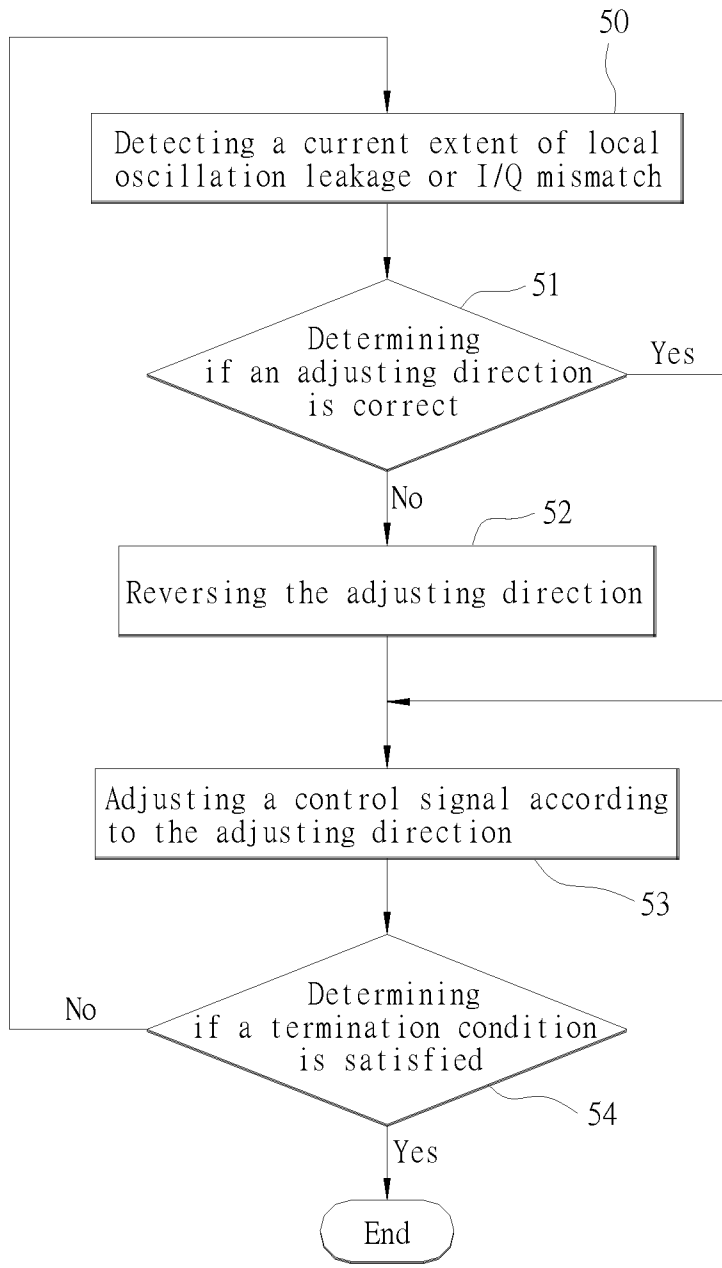 50
Detecting a current extent of local
oscillation leakage or I/Q mismatch
51
Determining
if an adjusting direction
is correct
Yes
No
52
Reversing the adjusting direction
Adjusting a control signal according
to the adjusting direction
53
Determining
if a termination condition
is satisfied
No
54
Yes
End